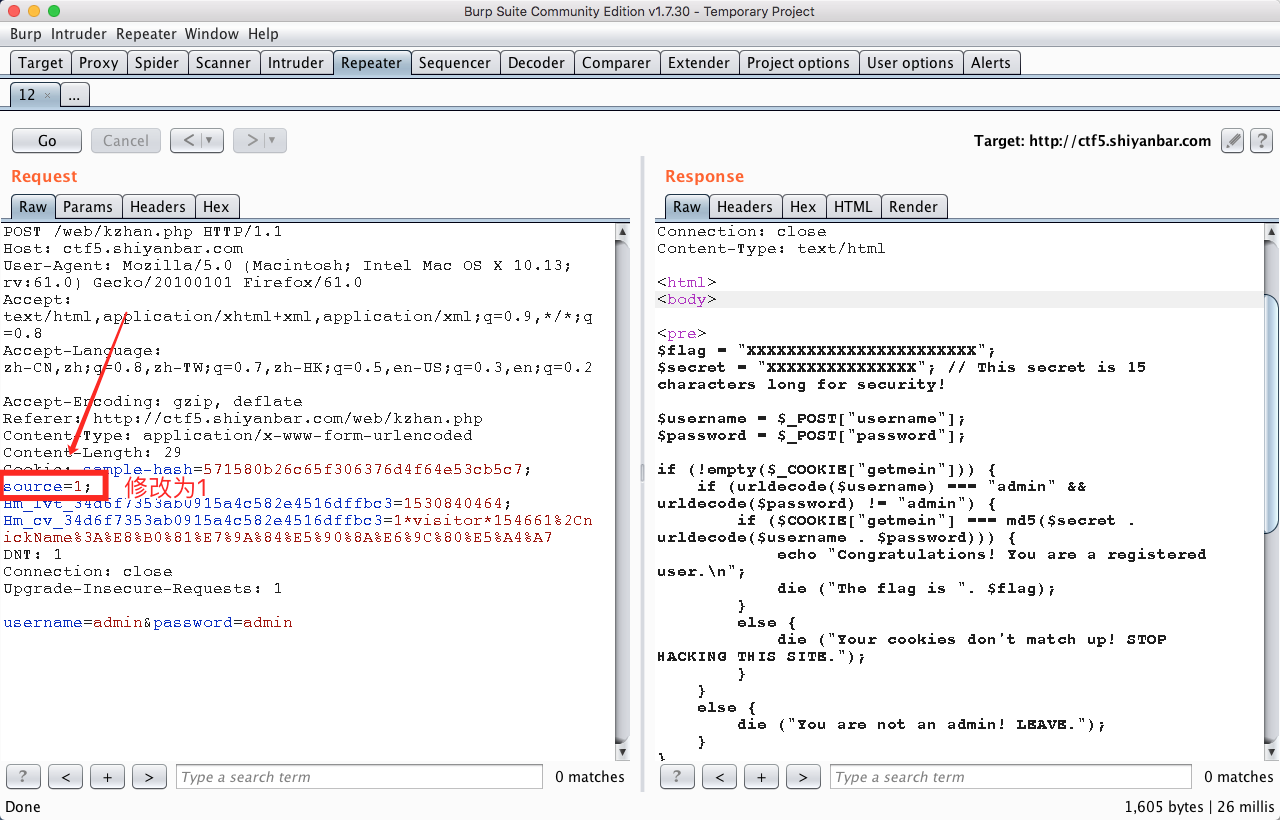 Burp Suite Community Edition v1.7.30 - Temporary Project
Burp Intruder Repeater Window Help
Target Proxy Spider Scanner Intruder Repeater Sequencer Decoder Comparer Extender Project options User options Alerts
12 × ...
Go Cancel < > Target: http://ctf5.shiyanbar.com ?
Request
Raw Params Headers Hex
POST /web/kzhan.php HTTP/1.1
Host: ctf5.shiyanbar.com
User-Agent: Mozilla/5.0 (Macintosh; Intel Mac OS X 10.13;
rv:61.0) Gecko/20100101 Firefox/61.0
Accept:
text/html,application/xhtml+xml,application/xml;q=0.9,*/*;q
=0.8
Accept-Language:
zh-CN,zh;q=0.8,zh-TW;q=0.7,zh-HK;q=0.5,en-US;q=0.3,en;q=0.2
Accept-Encoding: gzip, deflate
Referer: http://ctf5.shiyanbar.com/web/kzhan.php
Content-Type: application/x-www-form-urlencoded
Content-Length: 29
Cookie: sample-hash=571580b26c65f306376d4f64e53cb5c7;
source=1; 修改为1
Hm_lvt_34d6f7353ab0915a4c582e4516dffbc3=1530840464;
Hm_cv_34d6f7353ab0915a4c582e4516dffbc3=1*visitor*154661%2Cn
ickName%3A%E8%B0%81%E7%9A%84%E5%90%8A%E6%9C%80%E5%A4%A7
DNT: 1
Connection: close
Upgrade-Insecure-Requests: 1
username=admin&password=admin
? < + > Type a search term 0 matches
Response
Raw Headers Hex HTML Render
Connection: close
Content-Type: text/html
<html>
<body>
<pre>
$flag = "XXXXXXXXXXXXXXXXXXXXXXX";
$secret = "XXXXXXXXXXXXXXX"; // This secret is 15
characters long for security!
$username = $_POST["username"];
$password = $_POST["password"];
if (!empty($_COOKIE["getmein"])) {
if (urldecode($username) === "admin" &&
urldecode($password) != "admin") {
if ($COOKIE["getmein"] === md5($secret .
urldecode($username . $password))) {
echo "Congratulations! You are a registered
user.\n";
die ("The flag is ". $flag);
}
else {
die ("Your cookies don't match up! STOP
HACKING THIS SITE.");
}
}
else {
die ("You are not an admin! LEAVE.");
}
}
? < + > Type a search term 0 matches
Done 1,605 bytes | 26 millis